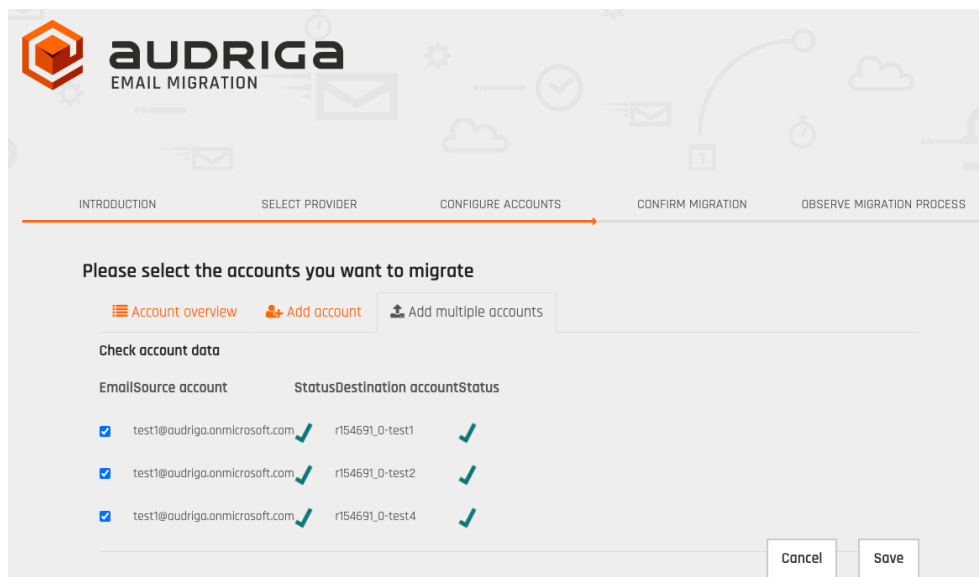 AUDRIGA
EMAIL MIGRATION
1
INTRODUCTION SELECT PROVIDER CONFIGURE ACCOUNTS CONFIRM MIGRATION OBSERVE MIGRATION PROCESS
Please select the accounts you want to migrate
Account overview Add account Add multiple accounts
Check account data
EmailSource account StatusDestination accountStatus
test1@audriga.onmicrosoft.com r154691_0-test1
test1@audriga.onmicrosoft.com r154691_0-test2
test1@audriga.onmicrosoft.com r154691_0-test4
Cancel Save